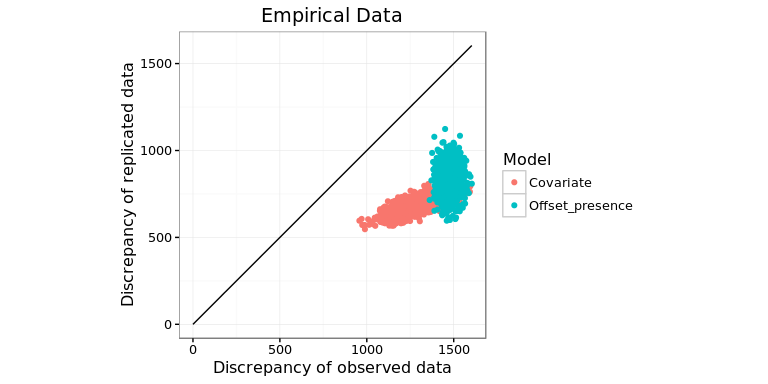 Empirical Data
Discrepancy of replicated data
1500
1000
500
0
0 500 1000 1500
Discrepancy of observed data
Model
Covariate
Offset_presence